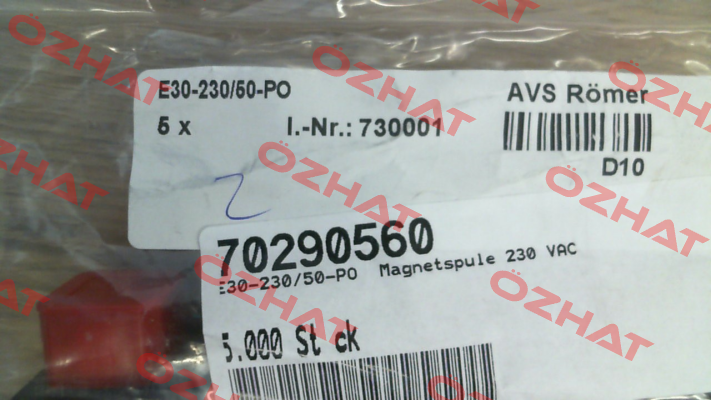 E30-230/50-PO
AVS Römer
5 x
I.-Nr.: 730001
D10
2
70290560
E30-230/50-PO Magnetspule 230 VAC
5.000 St ck
ÖZHAT
ÖZHAT
ÖZHAT
ÖZHAT
ÖZHAT
ÖZHAT
ÖZHAT
ÖZHAT
ÖZHAT